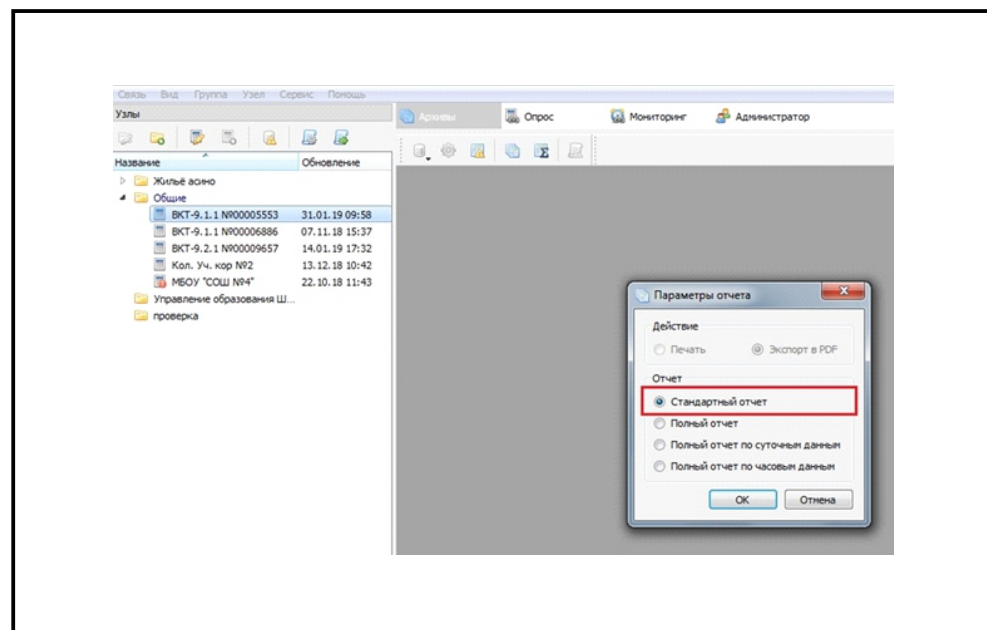 Связь Вид Группа Узел Сервис Помощь
Узлы
Архивы Опрос Мониторинг Администратор
Название Обновление
Жильё асино
Общие
ВКТ-9.1.1 №00005553 31.01.19 09:58
ВКТ-9.1.1 №00006886 07.11.18 15:37
ВКТ-9.2.1 №00009657 14.01.19 17:32
Кол. Уч. кор №2 13.12.18 10:42
МБОУ "СОШ №4" 22.10.18 11:43
Управление образования Ш...
проверка
Параметры отчета
Действие
Печать Экспорт в PDF
Отчет
Стандартный отчет
Полный отчет
Полный отчет по суточным данным
Полный отчет по часовым данным
OK Отмена